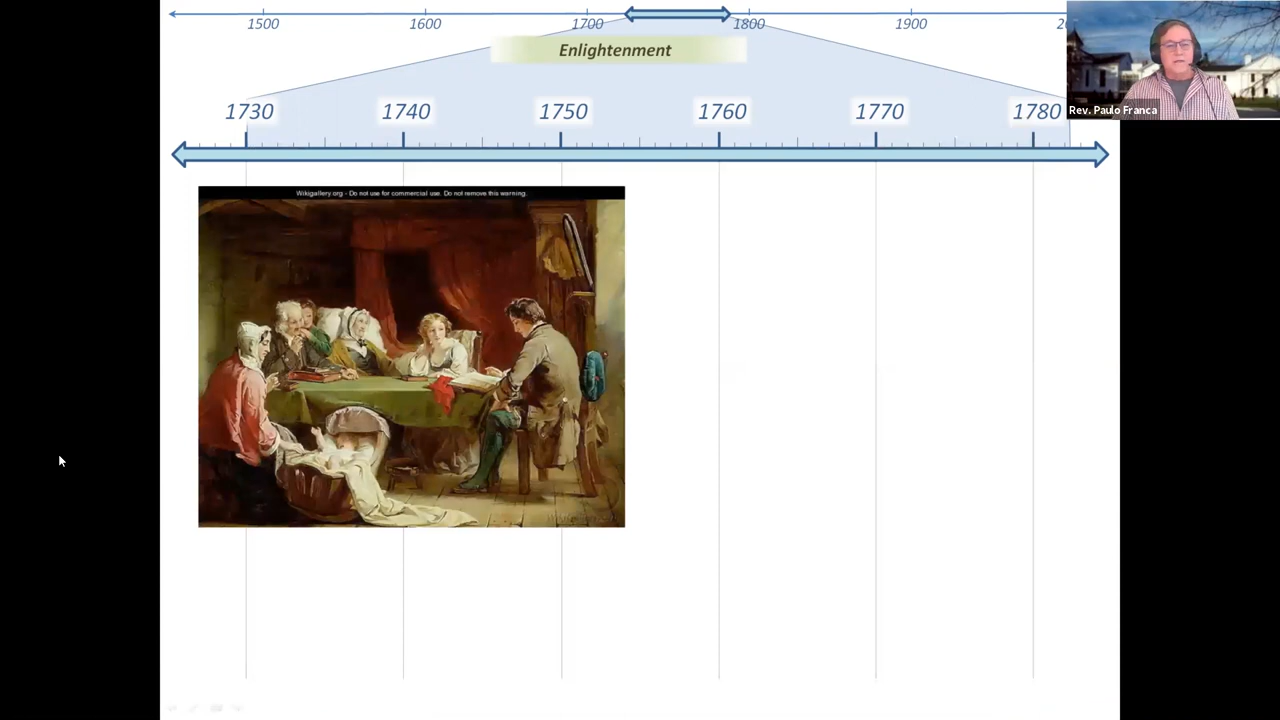 1500 1600 1700 1800 1900
Enlightenment
Rev. Paulo Franca
1730 1740 1750 1760 1770 1780
Wikigallery.org - Do not use for commercial use. Do not remove this warning.